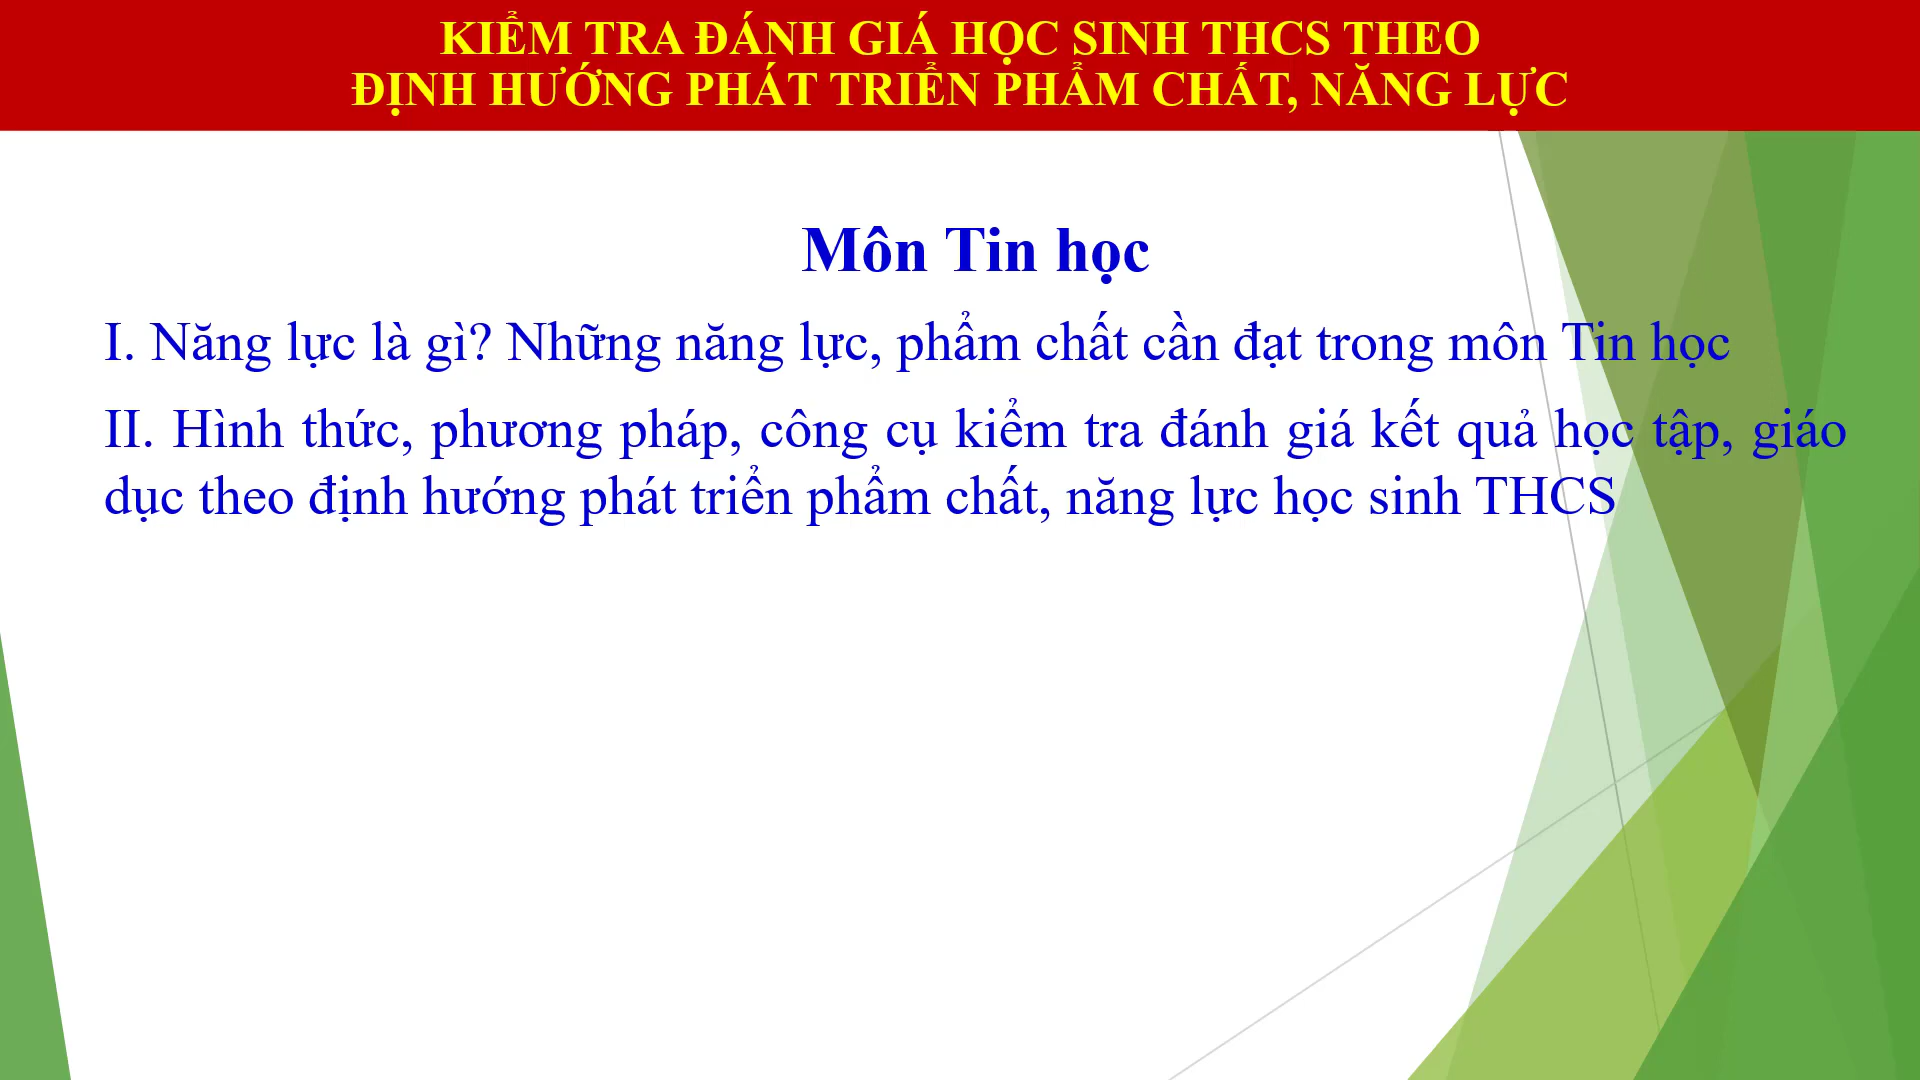 KIỂM TRA ĐÁNH GIÁ HỌC SINH THCS THEO
ĐỊNH HƯỚNG PHÁT TRIỂN PHẨM CHẤT, NĂNG LỰC
Môn Tin học
I. Năng lực là gì? Những năng lực, phẩm chất cần đạt trong môn Tin học
II. Hình thức, phương pháp, công cụ kiểm tra đánh giá kết quả học tập, giáo
dục theo định hướng phát triển phẩm chất, năng lực học sinh THCS